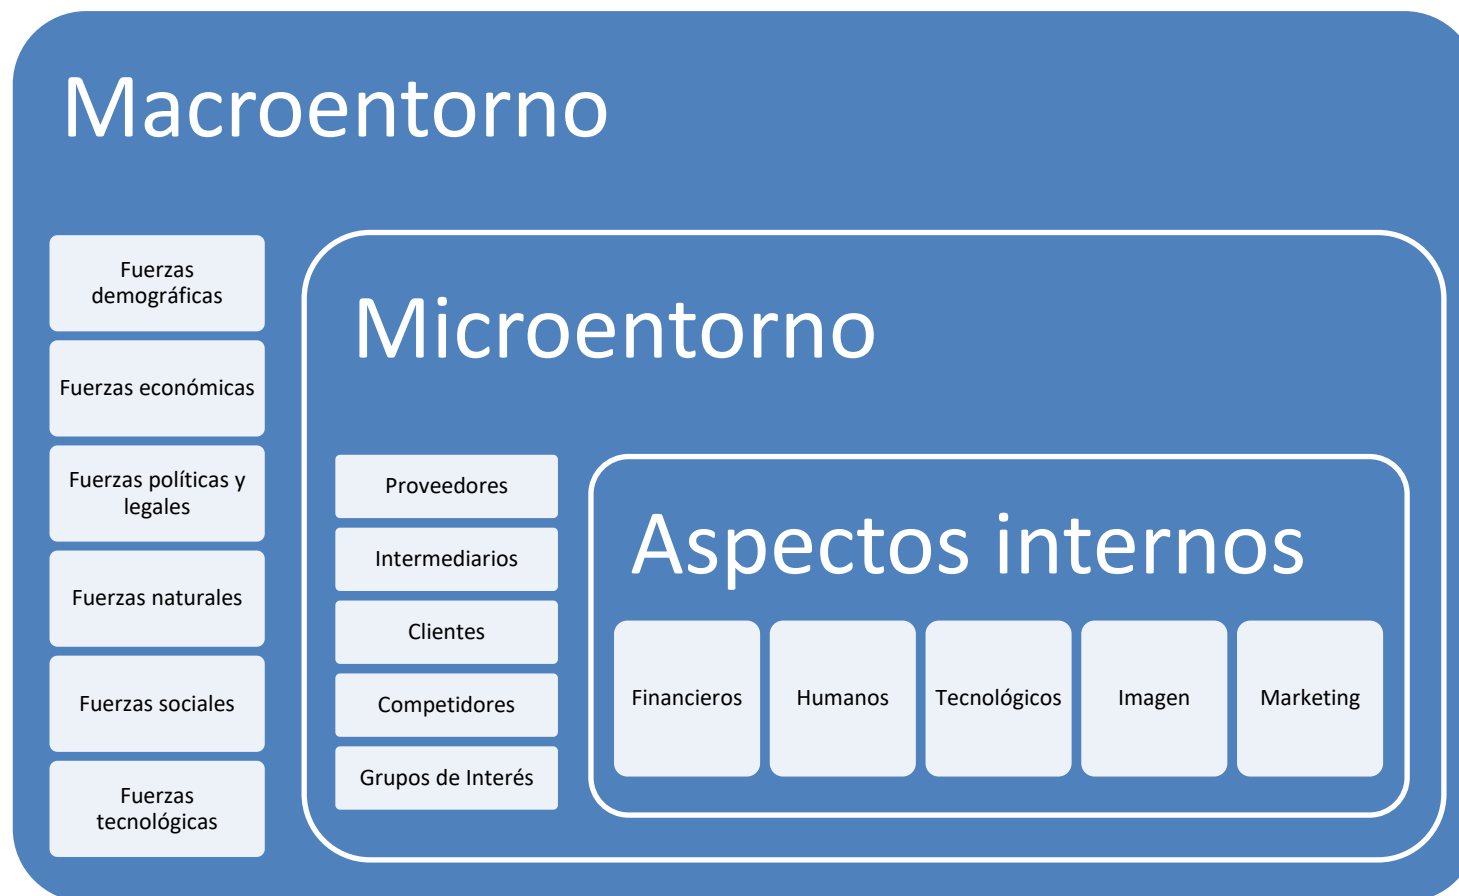 Macroentorno
Fuerzas
demográficas
Fuerzas económicas
Fuerzas políticas y
legales
Fuerzas naturales
Fuerzas sociales
Fuerzas
tecnológicas
Microentorno
Proveedores
Intermediarios
Clientes
Competidores
Grupos de Interés
Aspectos internos
Financieros
Humanos
Tecnológicos
Imagen
Marketing